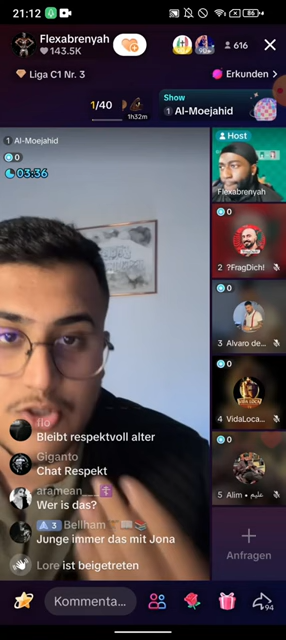 21:12
86
Flexabrenyah
143.5K
616
Liga C1 Nr. 3
Erkunden >
1/40
1h32m
Show
1 Al-Moejahid
1 Al-Moejahid
0
03:36
Host
Flexabrenyah
0
2 ?FragDich!
0
3 Alvaro de...
0
4 VidaLoca...
0
5 Alim • عليم
Anfragen
Bleibt respektvoll alter
Giganto
Chat Respekt
aramean
Wer is das?
3 Bellham
Junge immer das mit Jona
Lore ist beigetreten
Kommenta...
94